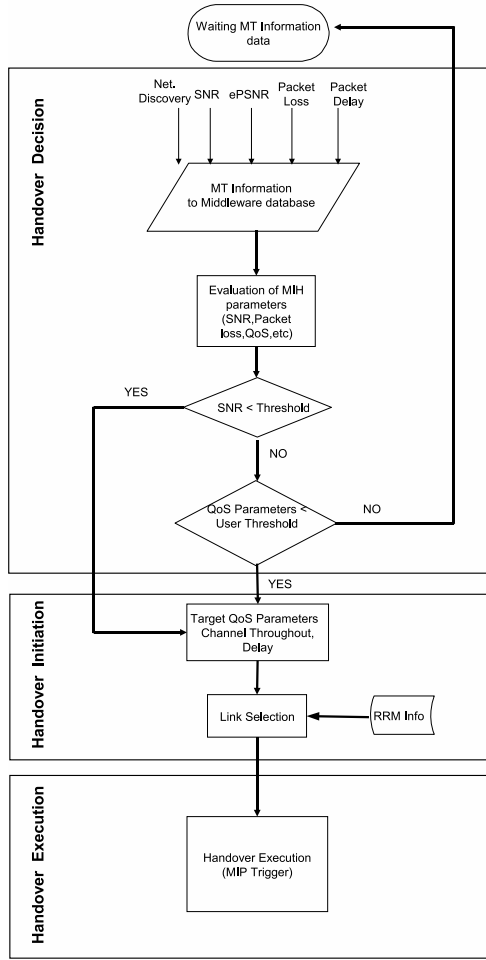 Waiting MT Information
data
Handover Decision
Net.
Discovery
SNR
ePSNR
Packet
Loss
Packet
Delay
MT Information
to Middleware database
Evaluation of MIH
parameters
(SNR,Packet
loss,QoS,etc)
YES
SNR < Threshold
NO
QoS Parameters <
User Threshold
NO
YES
Handover Initiation
Target QoS Parameters
Channel Throughout,
Delay
Link Selection
RRM Info
Handover Execution
Handover Execution
(MIP Trigger)